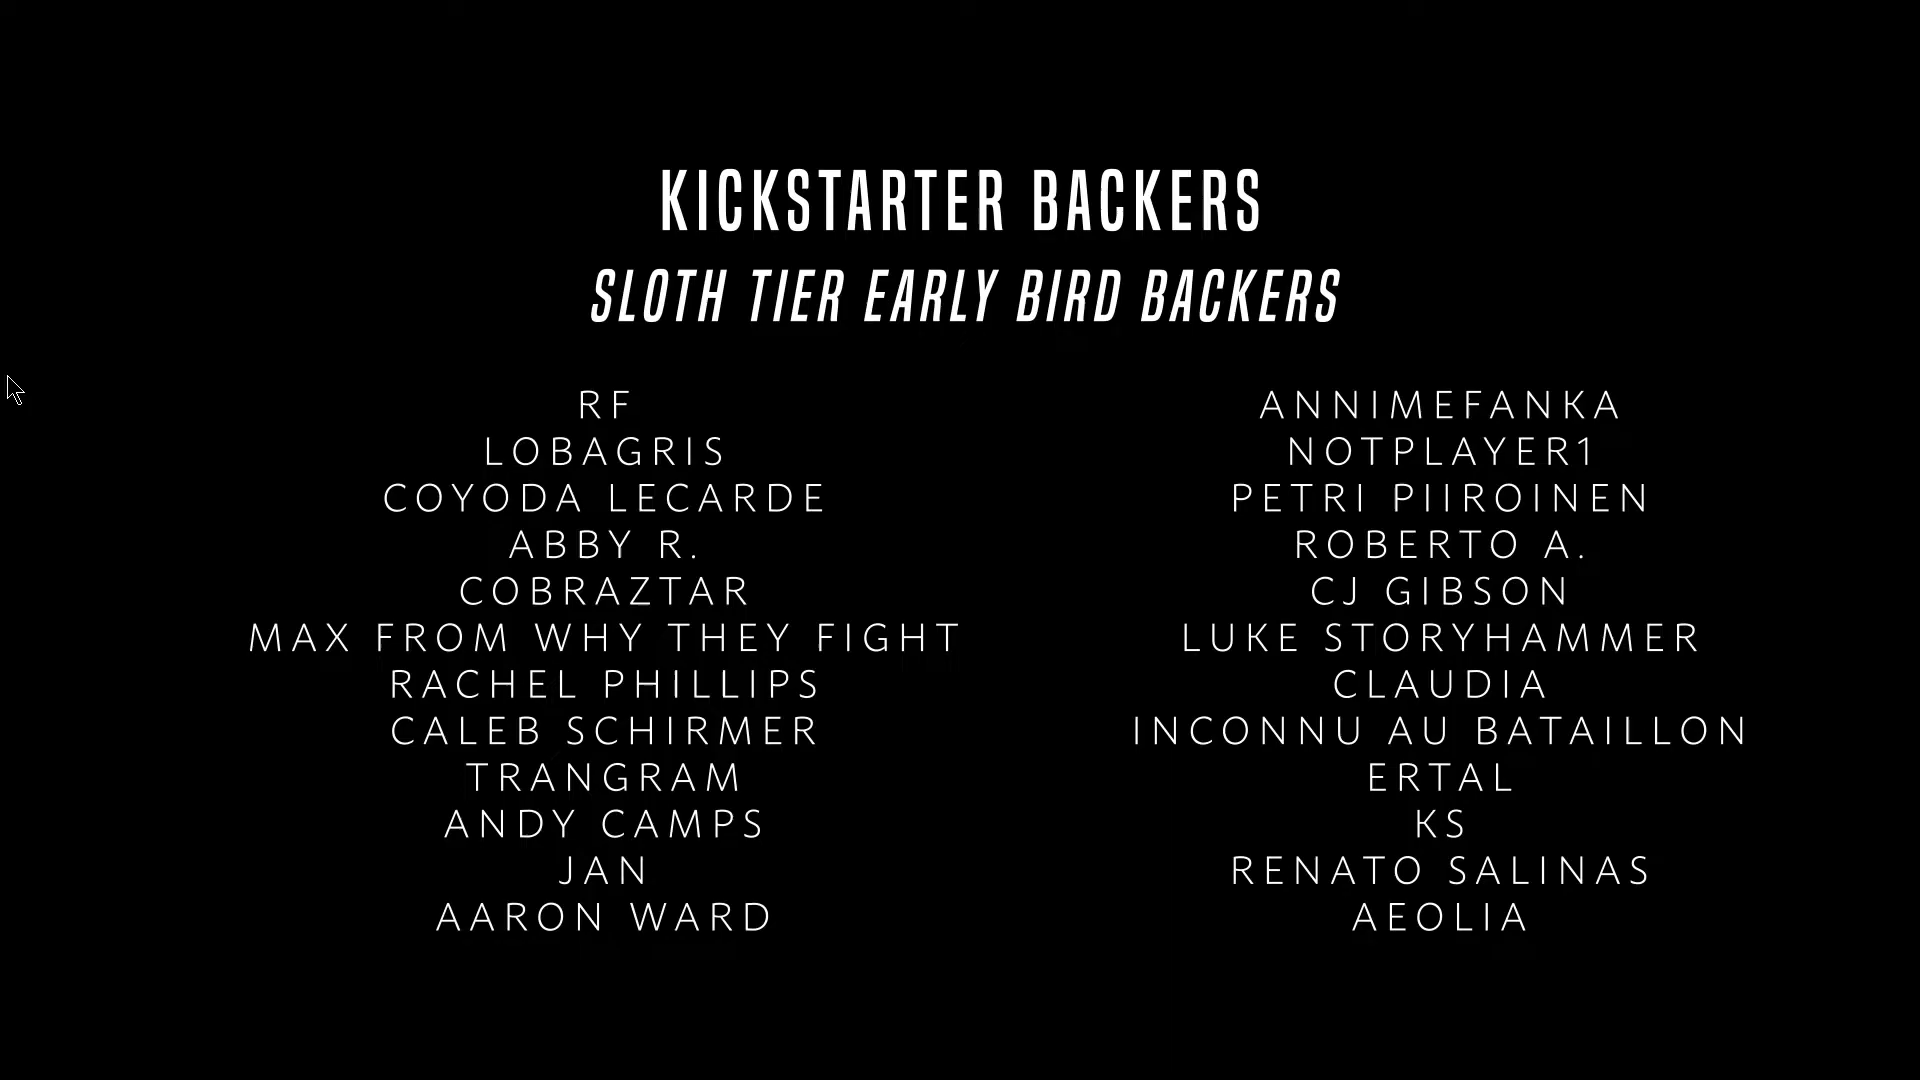 KICKSTARTER BACKERS
SLOTH TIER EARLY BIRD BACKERS
RF
LOBAGRIS
COYODA LECARDE
ABBY R.
COBRAZTAR
MAX FROM WHY THEY FIGHT
RACHEL PHILLIPS
CALEB SCHIRMER
TRANGRAM
ANDY CAMPS
JAN
AARON WARD
ANNIMEFANKA
NOTPLAYER1
PETRI PIIROINEN
ROBERTO A.
CJ GIBSON
LUKE STORYHAMMER
CLAUDIA
INCONNU AU BATAILLON
ERTAL
KS
RENATO SALINAS
AEOLIA